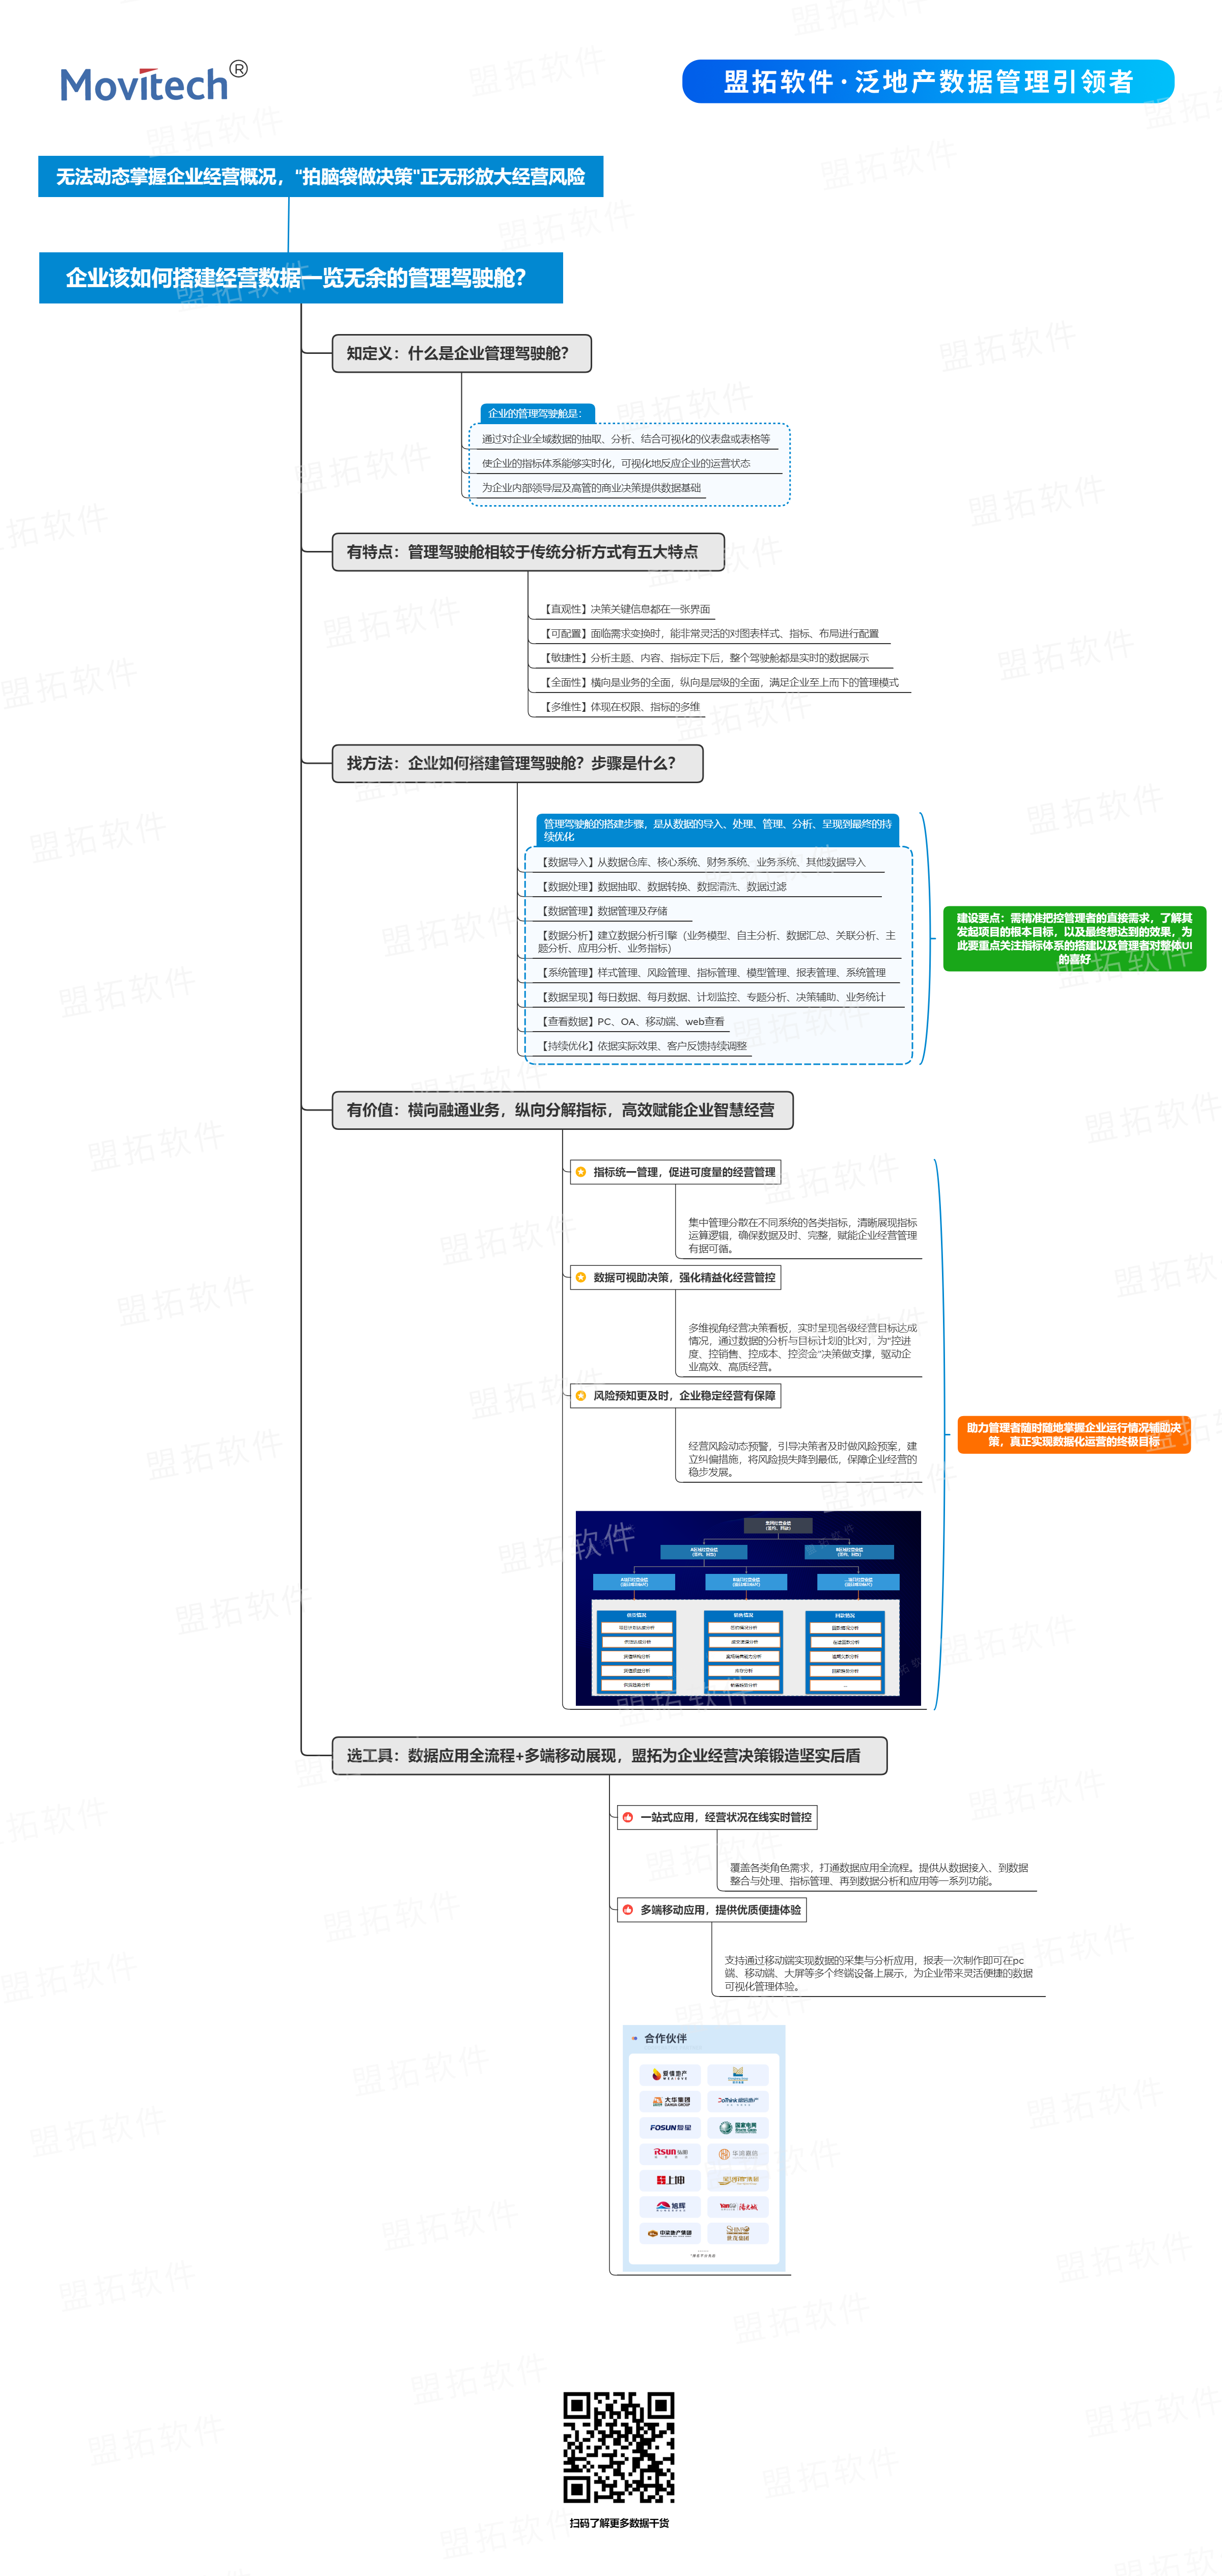 Movitech®
盟拓软件·泛地产数据管理引领者
无法动态掌握企业经营概况，"拍脑袋做决策"正无形放大经营风险
企业该如何搭建经营数据一览无余的管理驾驶舱？
知定义：什么是企业管理驾驶舱？
企业的管理驾驶舱是：
通过对企业全域数据的抽取、分析、结合可视化的仪表盘或表格等
使企业的指标体系能够实时化，可视化地反应企业的运营状态
为企业内部领导层及高管的商业决策提供数据基础
有特点：管理驾驶舱相较于传统分析方式有五大特点
【直观性】决策关键信息都在一张界面
【可配置】面临需求变换时，能非常灵活的对图表样式、指标、布局进行配置
【敏捷性】分析主题、内容、指标定下后，整个驾驶舱都是实时的数据展示
【全面性】横向是业务的全面，纵向是层级的全面，满足企业至上而下的管理模式
【多维性】体现在权限、指标的多维
找方法：企业如何搭建管理驾驶舱？步骤是什么？
管理驾驶舱的搭建步骤，是从数据的导入、处理、管理、分析、呈现到最终的持
续优化
【数据导入】从数据仓库、核心系统、财务系统、业务系统、其他数据导入
【数据处理】数据抽取、数据转换、数据清洗、数据过滤
【数据管理】数据管理及存储
【数据分析】建立数据分析引擎（业务模型、自主分析、数据汇总、关联分析、主
题分析、应用分析、业务指标）
【系统管理】样式管理、风险管理、指标管理、模型管理、报表管理、系统管理
【数据呈现】每日数据、每月数据、计划监控、专题分析、决策辅助、业务统计
【查看数据】PC、OA、移动端、web查看
【持续优化】依据实际效果、客户反馈持续调整
建设要点：需精准把控管理者的直接需求，了解其
发起项目的根本目标，以及最终想达到的效果，为
此要重点关注指标体系的搭建以及管理者对整体UI
的喜好
有价值：横向融通业务，纵向分解指标，高效赋能企业智慧经营
指标统一管理，促进可度量的经营管理
集中管理分散在不同系统的各类指标，清晰展现指标
运算逻辑，确保数据及时、完整，赋能企业经营管理
有据可循。
数据可视助决策，强化精益化经营管控
多维视角经营决策看板，实时呈现各级经营目标达成
情况，通过数据的分析与目标计划的比对，为"控进
度、控销售、控成本、控资金"决策做支撑，驱动企
业高效、高质经营。
风险预知更及时，企业稳定经营有保障
经营风险动态预警，引导决策者及时做风险预案，建
立纠偏措施，将风险损失降到最低，保障企业经营的
稳步发展。
助力管理者随时随地掌握企业运行情况辅助决
策，真正实现数据化运营的终极目标
选工具：数据应用全流程+多端移动展现，盟拓为企业经营决策锻造坚实后盾
一站式应用，经营状况在线实时管控
覆盖各类角色需求，打通数据应用全流程。提供从数据接入、到数据
整合与处理、指标管理、再到数据分析和应用等一系列功能。
多端移动应用，提供优质便捷体验
支持通过移动端实现数据的采集与分析应用，报表一次制作即可在pc
端、移动端、大屏等多个终端设备上展示，为企业带来灵活便捷的数据
可视化管理体验。
合作伙伴
大华集团
FOSUN复星
国家电网
Rsun弘阳
上坤
旭辉
中梁地产集团
世茂集团
扫码了解更多数据干货
盟拓软件